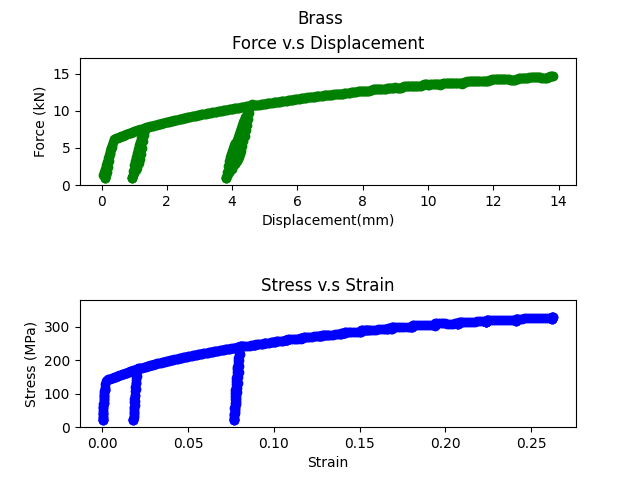 Brass
Force v.s Displacement
15
10
5
0
Force (kN)
0 2 4 6 8 10 12 14
Displacement(mm)
Stress v.s Strain
300
200
100
0
Stress (MPa)
0.00 0.05 0.10 0.15 0.20 0.25
Strain